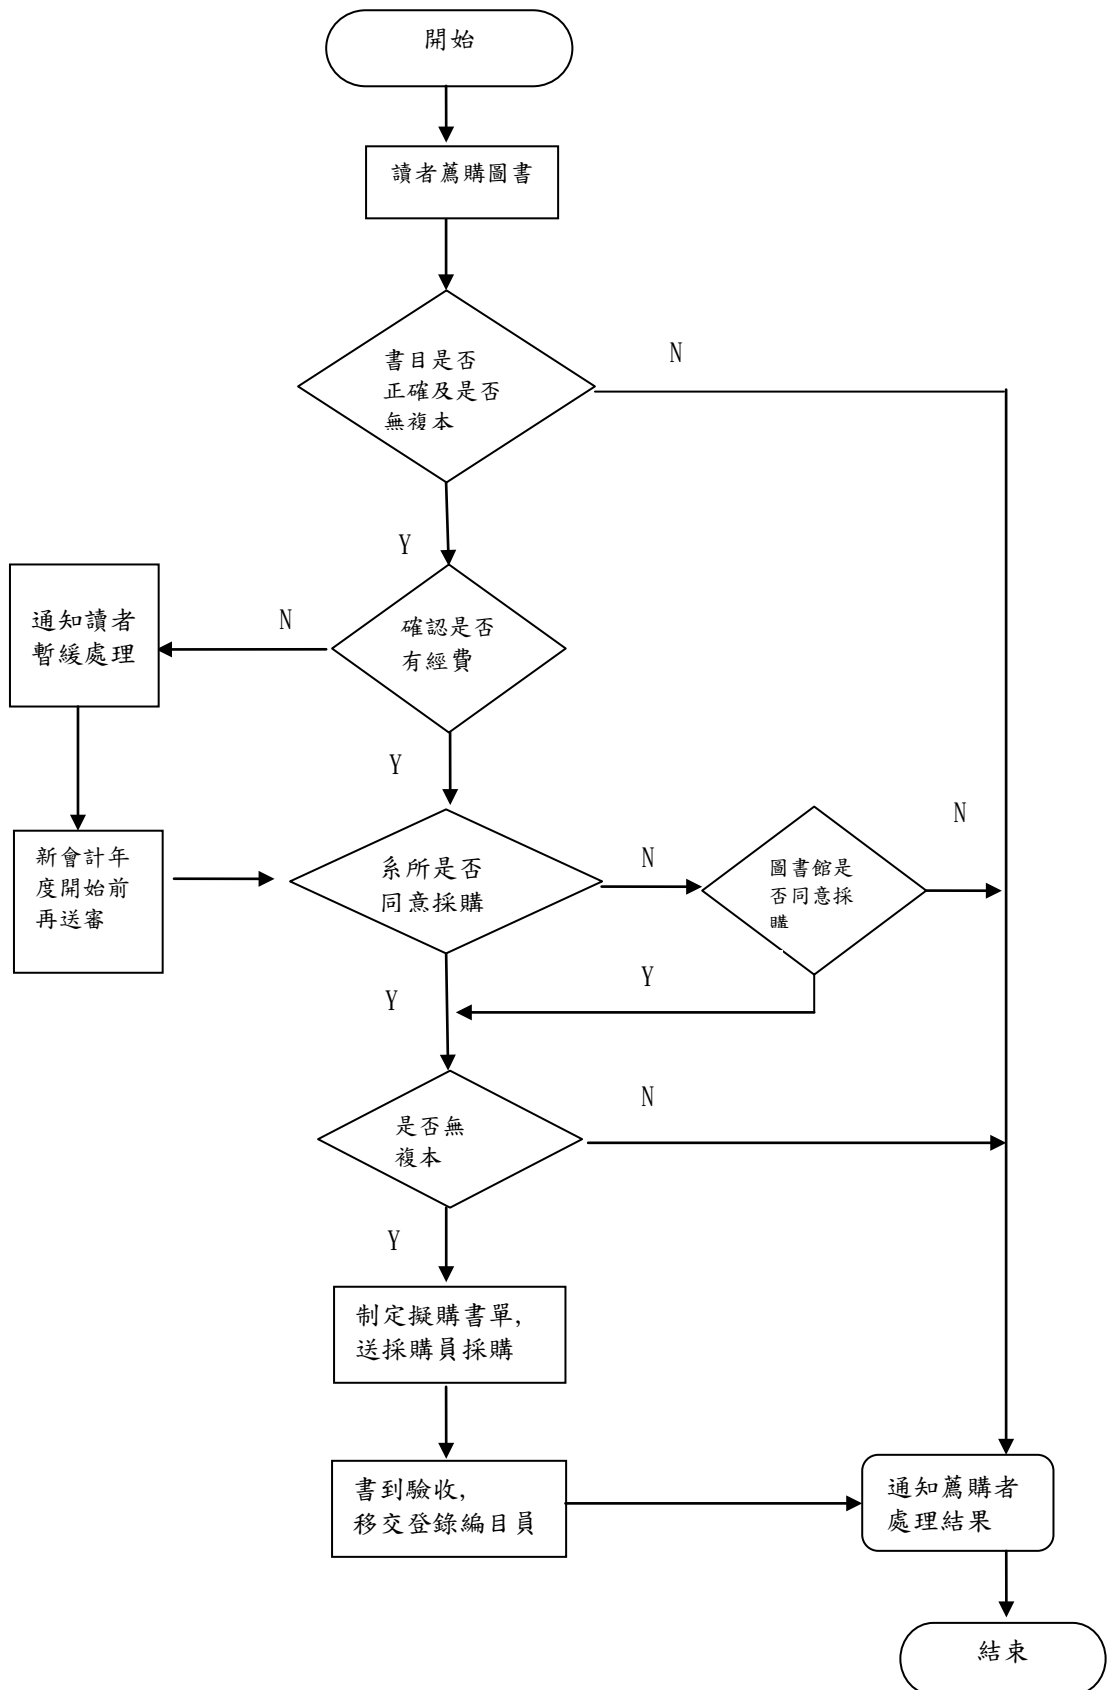 開始
讀者薦購圖書
書目是否
正確及是否
無複本
N
Y
通知讀者
暫緩處理
N
確認是否
有經費
Y
新會計年
度開始前
再送審
系所是否
同意採購
N
圖書館是
否同意採
購
N
Y
Y
是否無
複本
N
Y
制定擬購書單,
送採購員採購
書到驗收,
移交登錄編目員
通知薦購者
處理結果
結束